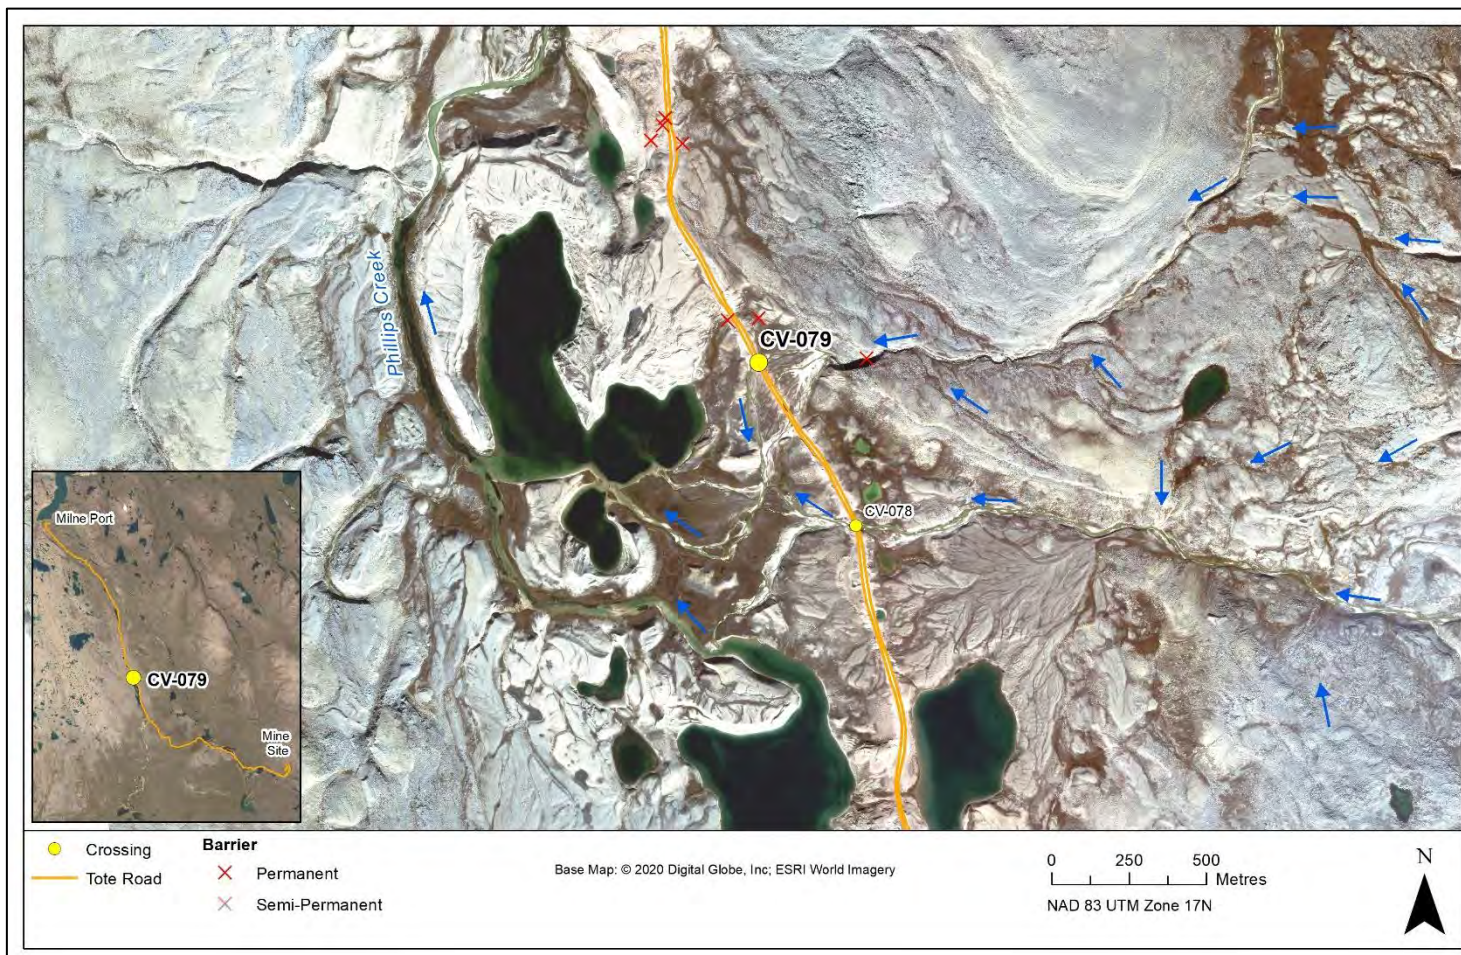 Phillips Creek
CV-079
CV-078
Milne Port
CV-079
Mine
Site
Crossing
Tote Road
Barrier
Permanent
Semi-Permanent
Base Map: © 2020 Digital Globe, Inc; ESRI World Imagery
0 250 500
Metres
NAD 83 UTM Zone 17N
N